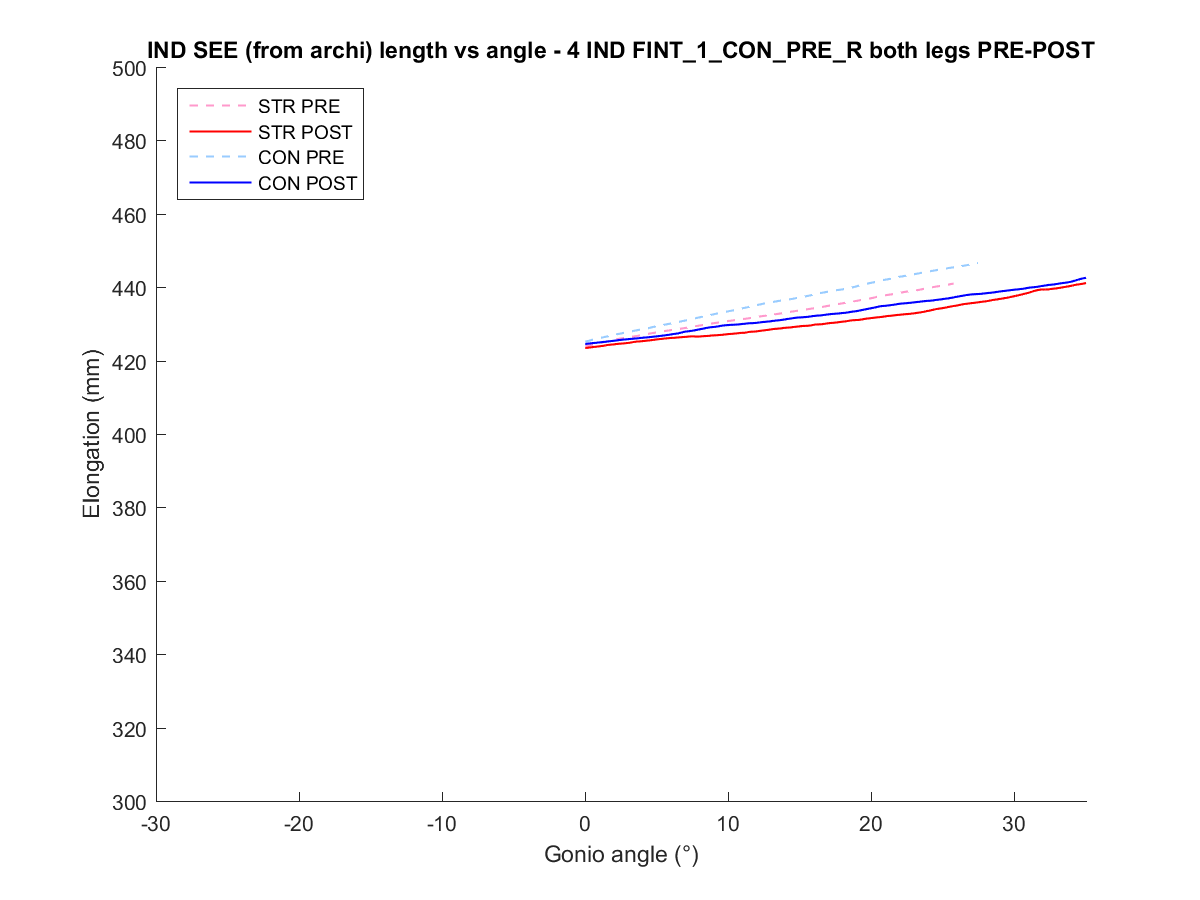 IND SEE (from archi) length vs angle - 4 IND FINT_1_CON_PRE_R both legs PRE-POST
500
480
460
440
420
400
380
360
340
320
300
Elongation (mm)
STR PRE
STR POST
CON PRE
CON POST
-30
-20
-10
0
10
20
30
Gonio angle (°)